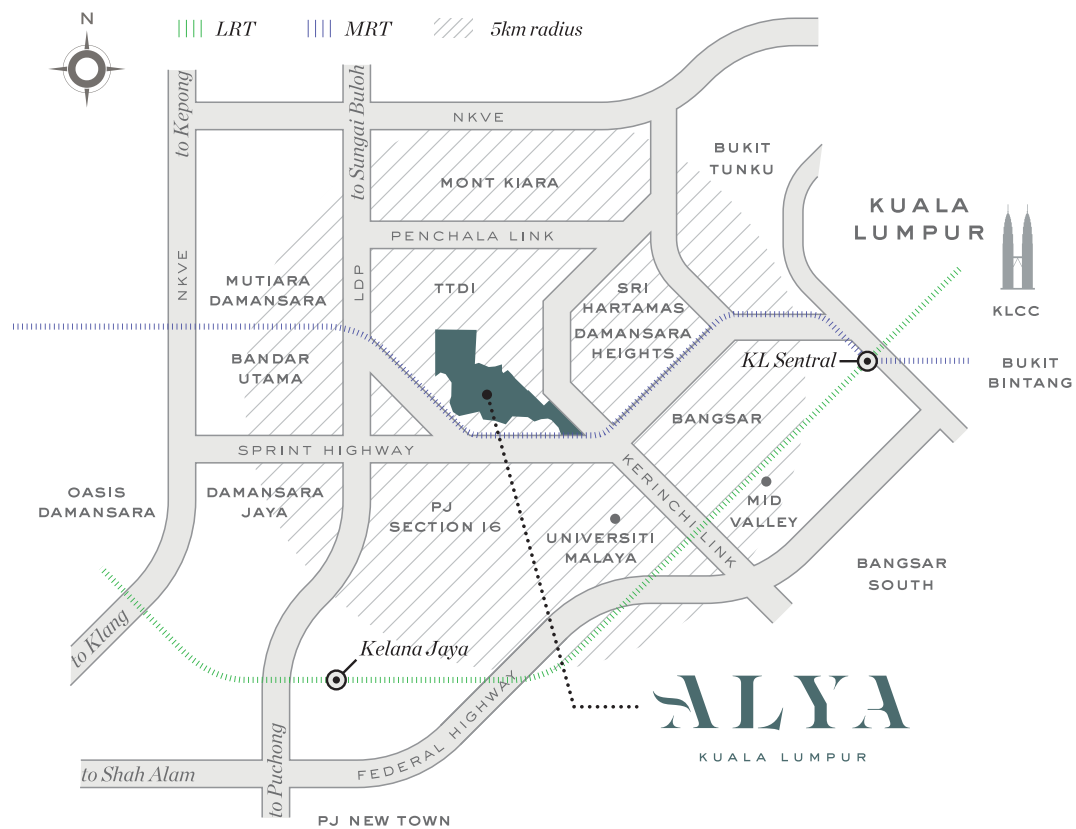 N
LRT
MRT
5km radius
to Kepong
to Sungai Buloh
NKVE
BUKIT
TUNKU
MONT KIARA
KUALA
LUMPUR
PENCHALA LINK
NKVE
LDP
MUTIARA
DAMANSARA
TTDI
SRI
HARTAMAS
KLCC
DAMANSARA
HEIGHTS
BANDAR
UTAMA
KL Sentral
BUKIT
BINTANG
BANGSAR
SPRINT HIGHWAY
KERINCHI LINK
OASIS
DAMANSARA
DAMANSARA
JAYA
PJ
SECTION 16
MID
VALLEY
UNIVERSITI
MALAYA
BANGSAR
SOUTH
to Klang
Kelana Jaya
ALYA
KUALA LUMPUR
FEDERAL HIGHWAY
to Shah Alam
to Puchong
PJ NEW TOWN